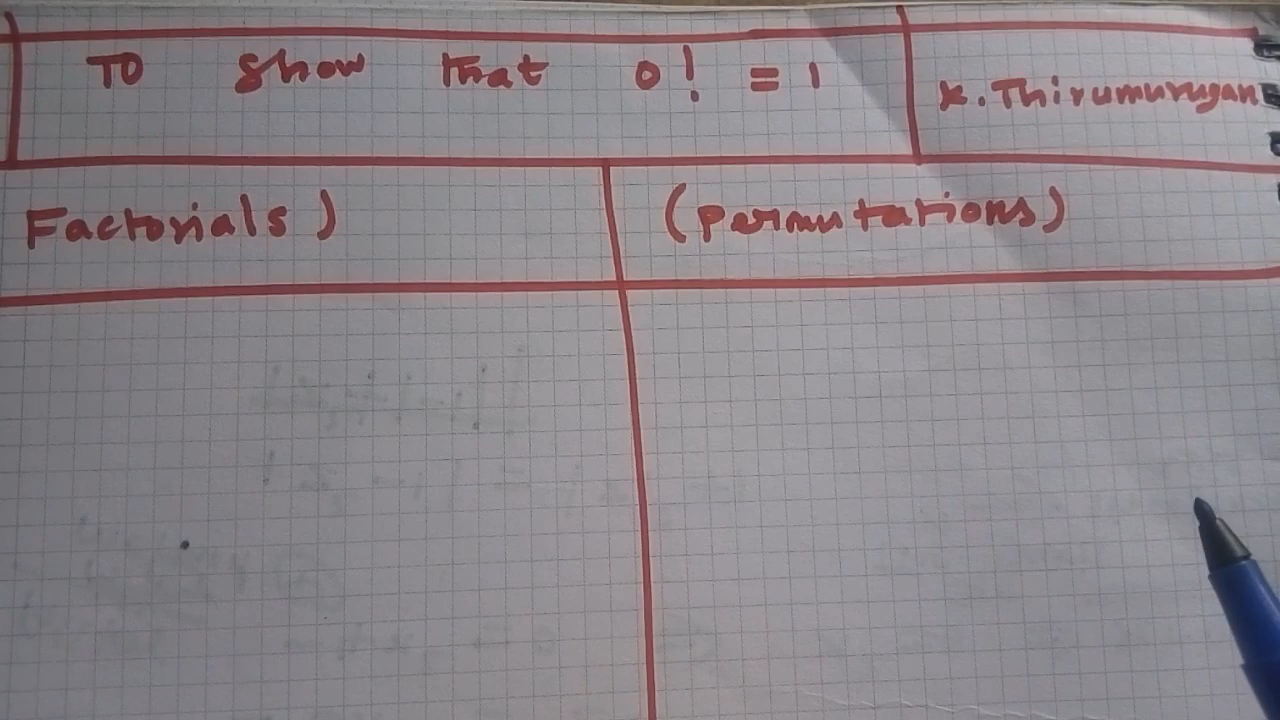 To show that 0! = 1
K. Thirumurugan
Factorials)
(Permutations)